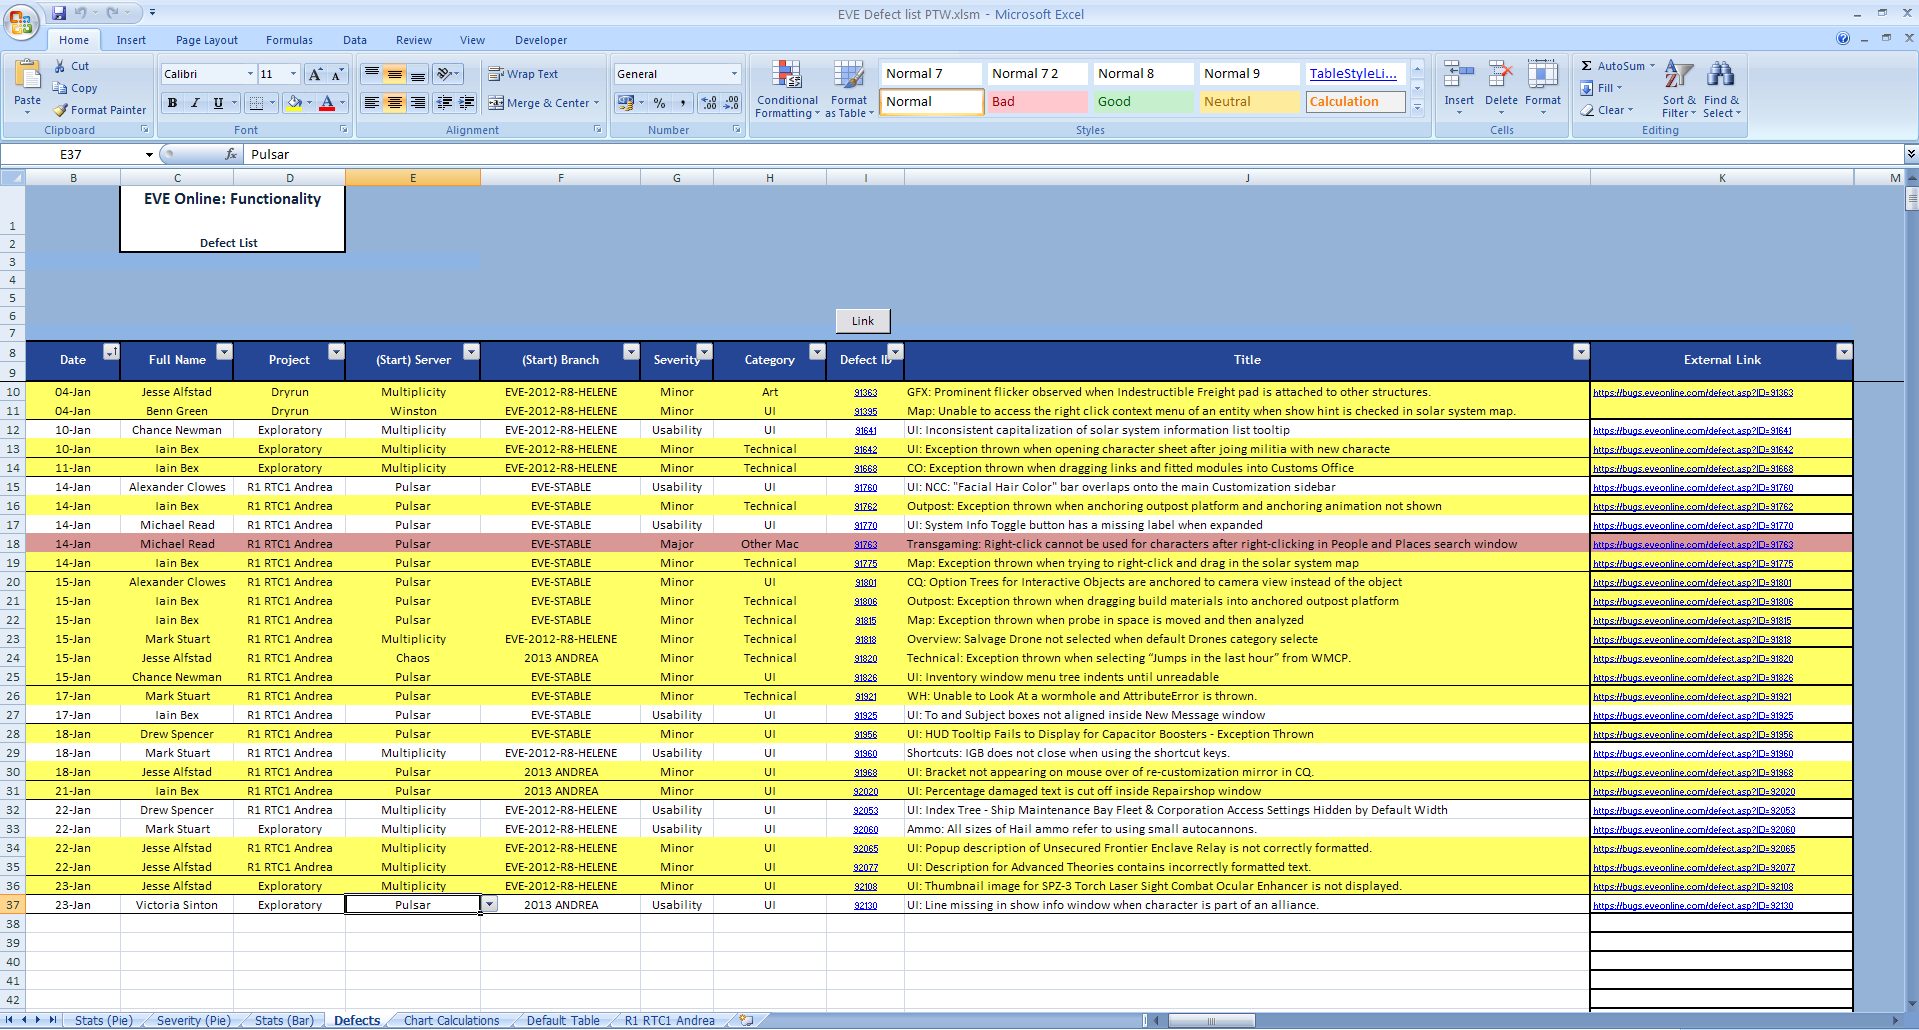 EVE Defect list PTW.xlsm - Microsoft Excel
Home Insert Page Layout Formulas Data Review View Developer
Paste Cut Copy Format Painter Clipboard
Calibri 11 B I U Font
Wrap Text Merge & Center Alignment
General % , Number
Conditional Formatting Format as Table
Normal 7 Normal 7 2 Normal 8 Normal 9 TableStyleLi...
Normal Bad Good Neutral Calculation
Styles
Insert Delete Format Cells
Σ AutoSum Fill Clear Sort & Filter Find & Select Editing
E37 fx Pulsar
B C D E F G H I J K M
EVE Online: Functionality
1
2 Defect List
3
4
5
6 Link
7
8 Date Full Name Project (Start) Server (Start) Branch Severity Category Defect ID Title External Link
9
10 04-Jan Jesse Alfstad Dryrun Multiplicity EVE-2012-R8-HELENE Minor Art 91363 GFX: Prominent flicker observed when Indestructible Freight pad is attached to other structures. https://bugs.eveonline.com/defect.asp?ID=91363
11 04-Jan Benn Green Dryrun Winston EVE-2012-R8-HELENE Minor UI 91395 Map: Unable to access the right click context menu of an entity when show hint is checked in solar system map.
12 10-Jan Chance Newman Exploratory Multiplicity EVE-2012-R8-HELENE Usability UI 91641 UI: Inconsistent capitalization of solar system information list tooltip https://bugs.eveonline.com/defect.asp?ID=91641
13 10-Jan Iain Bex Exploratory Multiplicity EVE-2012-R8-HELENE Minor Technical 91642 UI: Exception thrown when opening character sheet after joing militia with new characte https://bugs.eveonline.com/defect.asp?ID=91642
14 11-Jan Iain Bex Exploratory Multiplicity EVE-2012-R8-HELENE Minor Technical 91668 CO: Exception thrown when dragging links and fitted modules into Customs Office https://bugs.eveonline.com/defect.asp?ID=91668
15 14-Jan Alexander Clowes R1 RTC1 Andrea Pulsar EVE-STABLE Usability UI 91760 UI: NCC: "Facial Hair Color" bar overlaps onto the main Customization sidebar https://bugs.eveonline.com/defect.asp?ID=91760
16 14-Jan Iain Bex R1 RTC1 Andrea Pulsar EVE-STABLE Minor Technical 91762 Outpost: Exception thrown when anchoring outpost platform and anchoring animation not shown https://bugs.eveonline.com/defect.asp?ID=91762
17 14-Jan Michael Read R1 RTC1 Andrea Pulsar EVE-STABLE Usability UI 91770 UI: System Info Toggle button has a missing label when expanded https://bugs.eveonline.com/defect.asp?ID=91770
18 14-Jan Michael Read R1 RTC1 Andrea Pulsar EVE-STABLE Major Other Mac 91763 Transgaming: Right-click cannot be used for characters after right-clicking in People and Places search window https://bugs.eveonline.com/defect.asp?ID=91763
19 14-Jan Iain Bex R1 RTC1 Andrea Pulsar EVE-STABLE Minor Technical 91775 Map: Exception thrown when trying to right-click and drag in the solar system map https://bugs.eveonline.com/defect.asp?ID=91775
20 15-Jan Alexander Clowes R1 RTC1 Andrea Pulsar EVE-STABLE Minor UI 91801 CQ: Option Trees for Interactive Objects are anchored to camera view instead of the object https://bugs.eveonline.com/defect.asp?ID=91801
21 15-Jan Iain Bex R1 RTC1 Andrea Pulsar EVE-STABLE Minor Technical 91806 Outpost: Exception thrown when dragging build materials into anchored outpost platform https://bugs.eveonline.com/defect.asp?ID=91806
22 15-Jan Iain Bex R1 RTC1 Andrea Pulsar EVE-STABLE Minor Technical 91815 Map: Exception thrown when probe in space is moved and then analyzed https://bugs.eveonline.com/defect.asp?ID=91815
23 15-Jan Mark Stuart R1 RTC1 Andrea Multiplicity EVE-2012-R8-HELENE Minor Technical 91818 Overview: Salvage Drone not selected when default Drones category selecte https://bugs.eveonline.com/defect.asp?ID=91818
24 15-Jan Jesse Alfstad R1 RTC1 Andrea Chaos 2013 ANDREA Minor Technical 91820 Technical: Exception thrown when selecting “Jumps in the last hour” from WMCP. https://bugs.eveonline.com/defect.asp?ID=91820
25 15-Jan Chance Newman R1 RTC1 Andrea Pulsar EVE-STABLE Minor UI 91826 UI: Inventory window menu tree indents until unreadable https://bugs.eveonline.com/defect.asp?ID=91826
26 17-Jan Mark Stuart R1 RTC1 Andrea Pulsar EVE-STABLE Minor Technical 91921 WH: Unable to Look At a wormhole and AttributeError is thrown. https://bugs.eveonline.com/defect.asp?ID=91921
27 17-Jan Iain Bex R1 RTC1 Andrea Pulsar EVE-STABLE Usability UI 91925 UI: To and Subject boxes not aligned inside New Message window https://bugs.eveonline.com/defect.asp?ID=91925
28 18-Jan Drew Spencer R1 RTC1 Andrea Pulsar EVE-STABLE Minor UI 91956 UI: HUD Tooltip Fails to Display for Capacitor Boosters - Exception Thrown https://bugs.eveonline.com/defect.asp?ID=91956
29 18-Jan Mark Stuart R1 RTC1 Andrea Multiplicity EVE-2012-R8-HELENE Usability UI 91960 Shortcuts: IGB does not close when using the shortcut keys. https://bugs.eveonline.com/defect.asp?ID=91960
30 18-Jan Jesse Alfstad R1 RTC1 Andrea Pulsar 2013 ANDREA Minor UI 91968 UI: Bracket not appearing on mouse over of re-customization mirror in CQ. https://bugs.eveonline.com/defect.asp?ID=91968
31 21-Jan Iain Bex R1 RTC1 Andrea Pulsar 2013 ANDREA Minor UI 92020 UI: Percentage damaged text is cut off inside Repairshop window https://bugs.eveonline.com/defect.asp?ID=92020
32 22-Jan Drew Spencer R1 RTC1 Andrea Multiplicity EVE-2012-R8-HELENE Usability UI 92053 UI: Index Tree - Ship Maintenance Bay Fleet & Corporation Access Settings Hidden by Default Width https://bugs.eveonline.com/defect.asp?ID=92053
33 22-Jan Mark Stuart Exploratory Multiplicity EVE-2012-R8-HELENE Usability UI 92060 Ammo: All sizes of Hail ammo refer to using small autocannons. https://bugs.eveonline.com/defect.asp?ID=92060
34 22-Jan Jesse Alfstad R1 RTC1 Andrea Multiplicity EVE-2012-R8-HELENE Minor UI 92065 UI: Popup description of Unsecured Frontier Enclave Relay is not correctly formatted. https://bugs.eveonline.com/defect.asp?ID=92065
35 22-Jan Jesse Alfstad R1 RTC1 Andrea Multiplicity EVE-2012-R8-HELENE Minor UI 92077 UI: Description for Advanced Theories contains incorrectly formatted text. https://bugs.eveonline.com/defect.asp?ID=92077
36 23-Jan Jesse Alfstad Exploratory Multiplicity EVE-2012-R8-HELENE Minor UI 92108 UI: Thumbnail image for SPZ-3 Torch Laser Sight Combat Ocular Enhancer is not displayed. https://bugs.eveonline.com/defect.asp?ID=92108
37 23-Jan Victoria Sinton Exploratory Pulsar 2013 ANDREA Usability UI 92130 UI: Line missing in show info window when character is part of an alliance. https://bugs.eveonline.com/defect.asp?ID=92130
38
39
40
41
42
Stats (Pie) Severity (Pie) Stats (Bar) Defects Chart Calculations Default Table R1 RTC1 Andrea